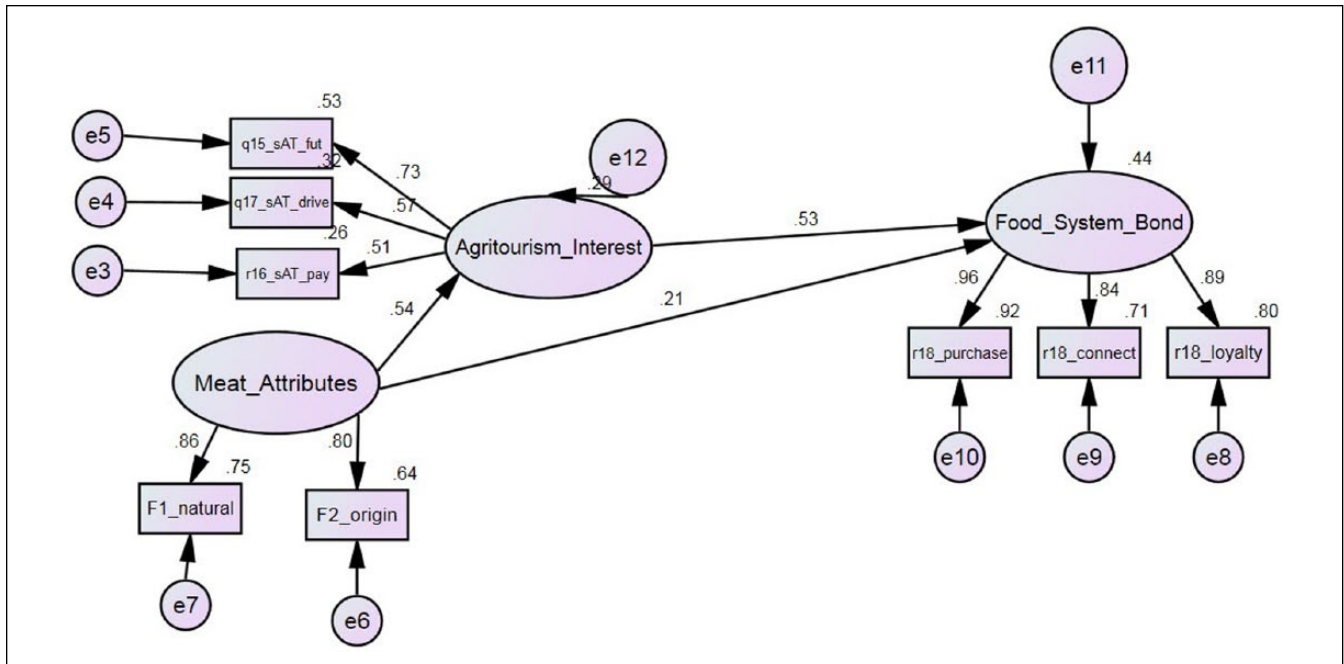 e11
.53
e5
q15_sAT_fut
e12
.44
.32
.73
.29
e4
q17_sAT_drive
.57
Food_System_Bond
.53
.26
Agritourism_Interest
e3
r16_sAT_pay
.51
.96
.84
.89
.54
.21
.92
.71
.80
r18_purchase
r18_connect
r18_loyalty
Meat_Attributes
.86
.80
e10
e9
e8
.75
.64
F1_natural
F2_origin
e7
e6